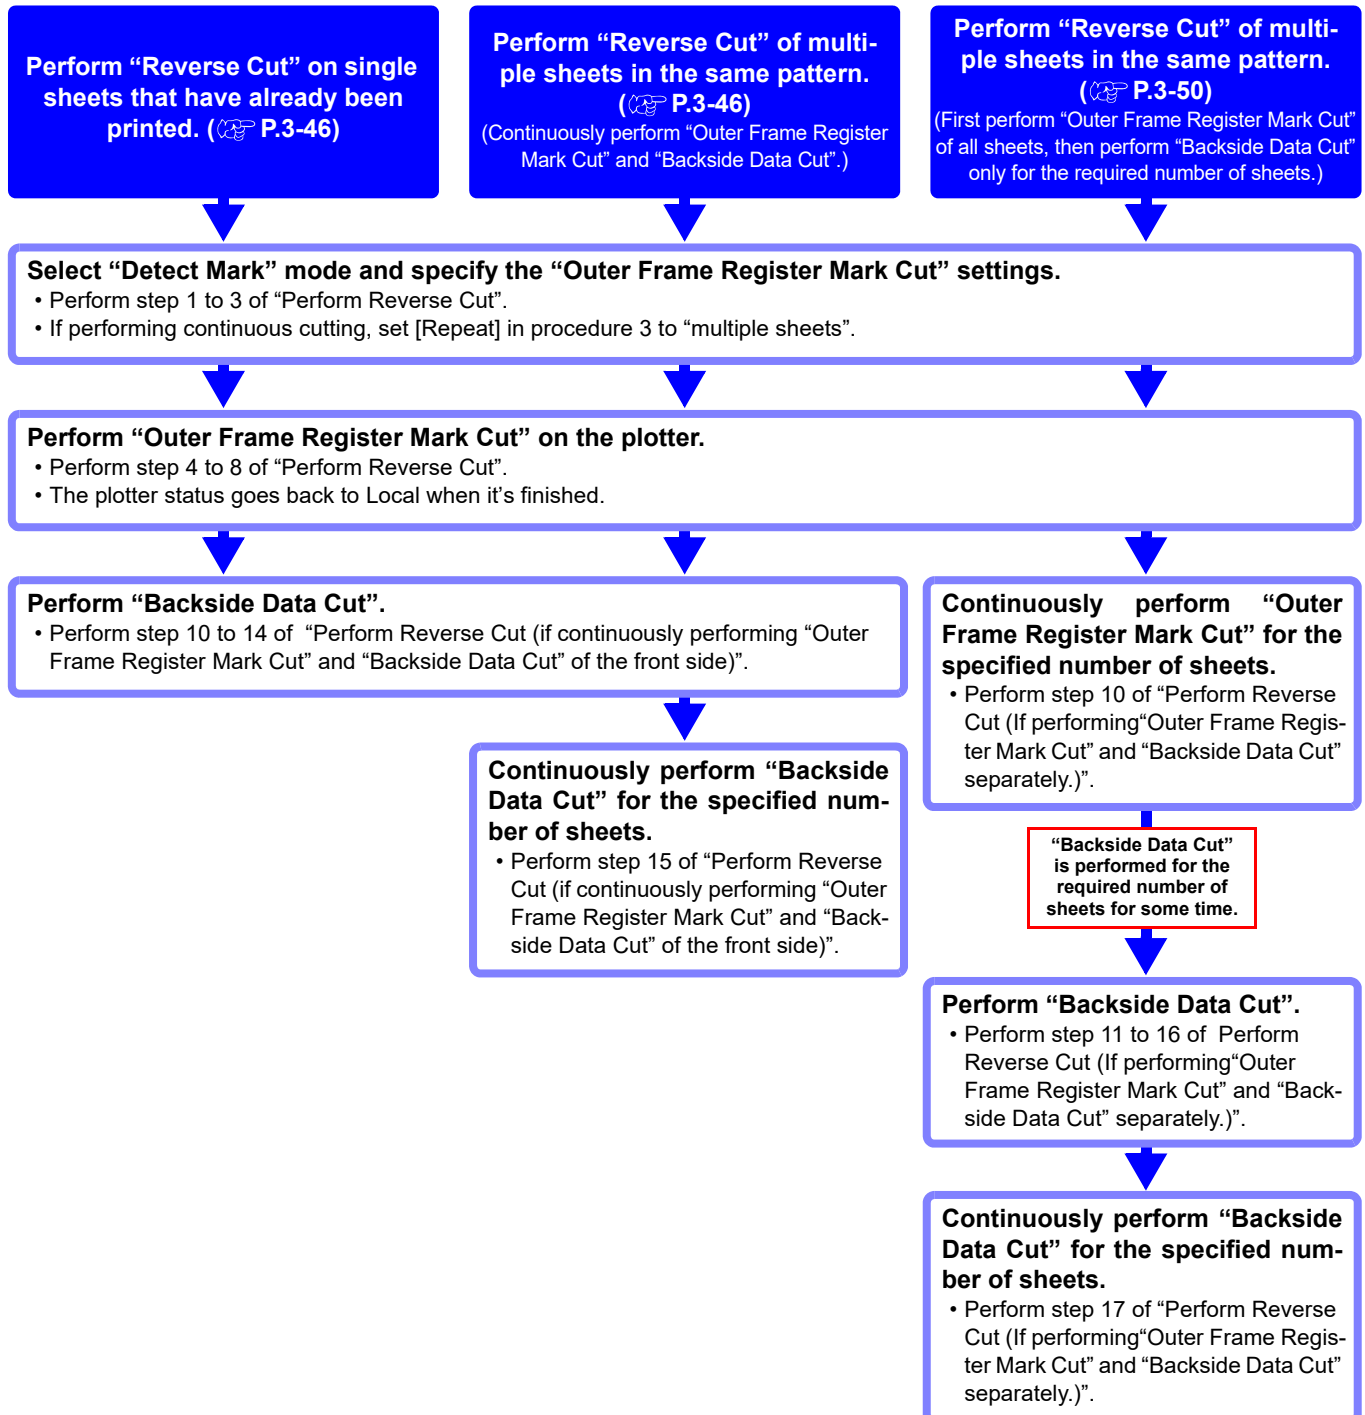 Perform “Reverse Cut” on single
sheets that have already been
printed. (☞ P.3-46)
Perform “Reverse Cut” of multi-
ple sheets in the same pattern.
(☞ P.3-46)
(Continuously perform “Outer Frame Register
Mark Cut” and “Backside Data Cut”.)
Perform “Reverse Cut” of multi-
ple sheets in the same pattern.
(☞ P.3-50)
(First perform “Outer Frame Register Mark Cut”
of all sheets, then perform “Backside Data Cut”
only for the required number of sheets.)
Select “Detect Mark” mode and specify the “Outer Frame Register Mark Cut” settings.
• Perform step 1 to 3 of “Perform Reverse Cut”.
• If performing continuous cutting, set [Repeat] in procedure 3 to “multiple sheets”.
Perform “Outer Frame Register Mark Cut” on the plotter.
• Perform step 4 to 8 of “Perform Reverse Cut”.
• The plotter status goes back to Local when it’s finished.
Perform “Backside Data Cut”.
• Perform step 10 to 14 of “Perform Reverse Cut (if continuously performing “Outer
Frame Register Mark Cut” and “Backside Data Cut” of the front side)”.
Continuously perform “Backside
Data Cut” for the specified num-
ber of sheets.
• Perform step 15 of “Perform Reverse
Cut (if continuously performing “Outer
Frame Register Mark Cut” and “Back-
side Data Cut” of the front side)”.
Continuously perform “Outer
Frame Register Mark Cut” for the
specified number of sheets.
• Perform step 10 of “Perform Reverse
Cut (If performing“Outer Frame Regis-
ter Mark Cut” and “Backside Data Cut”
separately.)”.
“Backside Data Cut”
is performed for the
required number of
sheets for some time.
Perform “Backside Data Cut”.
• Perform step 11 to 16 of Perform
Reverse Cut (If performing“Outer
Frame Register Mark Cut” and “Back-
side Data Cut” separately.)”.
Continuously perform “Backside
Data Cut” for the specified num-
ber of sheets.
• Perform step 17 of “Perform Reverse
Cut (If performing“Outer Frame Regis-
ter Mark Cut” and “Backside Data Cut”
separately.)”.